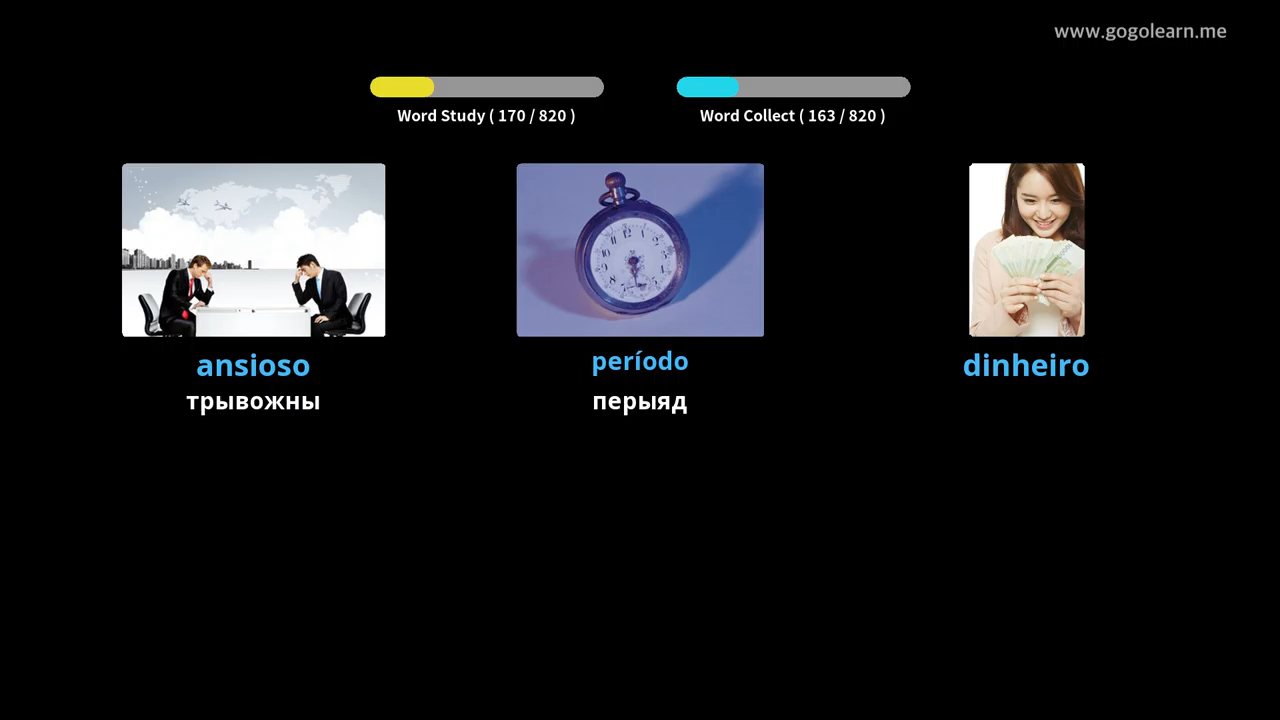 www.gogolearn.me
Word Study ( 170 / 820 )
Word Collect ( 163 / 820 )
ansioso
трывожны
período
перыяд
dinheiro